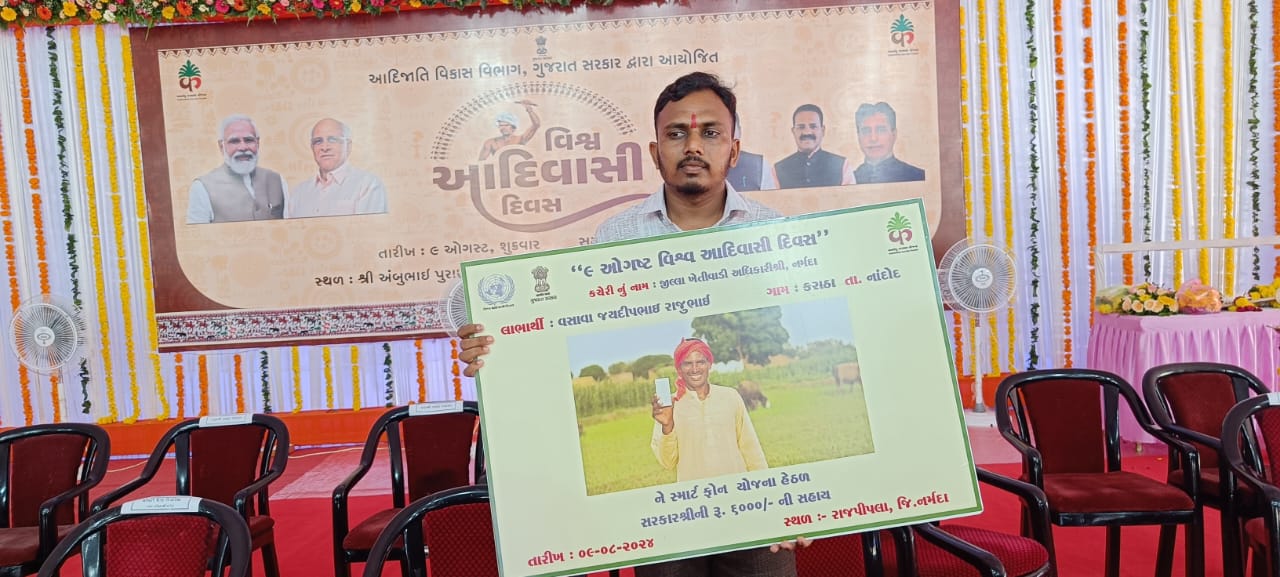 આદિજાતિ વિકાસ વિભાગ, ગુજરાત સરકાર દ્વારા આયોજિત
વિશ્વ
આદિવાસી
દિવસ
તારીખ : ૯ ઓગસ્ટ, શુક્રવાર
સ્થળ : શ્રી અંબુભાઈ પુરા
"૯ ઓગષ્ટ વિશ્વ આદિવાસી દિવસ"
કચેરી નું નામ : જીલ્લા ખેતીવાડી અધિકારીશ્રી, નર્મદા
લાભાર્થી : વસાવા જયદીપભાઇ રાજુભાઇ
ગામ : કરાઠા તા. નાંદોદ
ને સ્માર્ટ ફોન યોજના હેઠળ
સરકારશ્રીની રૂ. ૬૦૦૦/- ની સહાય
તારીખ : ૦૯-૦૮-૨૦૨૪
સ્થળ :- રાજપીપલા, જિ.નર્મદા